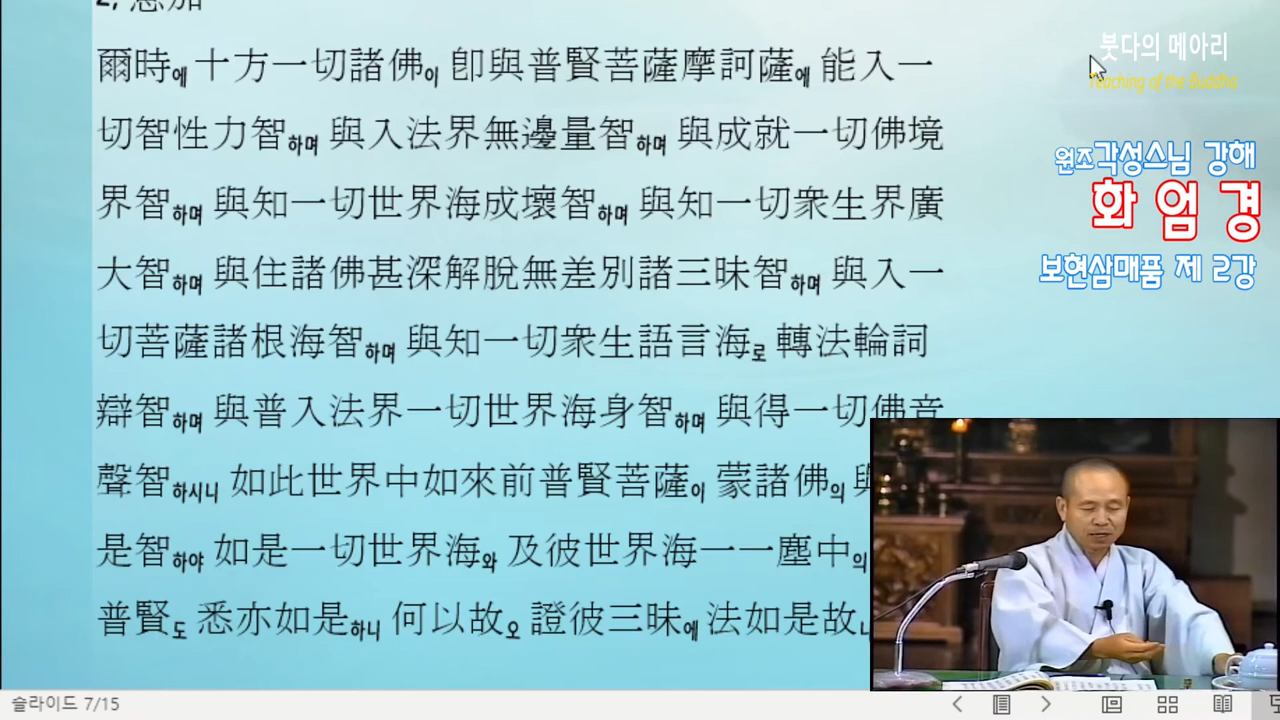 爾時에 十方一切諸佛이 卽與普賢菩薩摩訶薩에 能入一
切智性力智하며 與入法界無邊量智하며 與成就一切佛境
界智하며 與知一切世界海成壞智하며 與知一切衆生界廣
大智하며 與住諸佛甚深解脫無差別諸三昧智하며 與入一
切菩薩諸根海智하며 與知一切衆生語言海로 轉法輪詞
辯智하며 與普入法界一切世界海身智하며 與得一切佛音
聲智하시니 如此世界中如來前普賢菩薩이 蒙諸佛의 與
是智하야 如是一切世界海와 及彼世界海一一塵中의
普賢도 悉亦如是하니 何以故오 證彼三昧에 法如是故
붓다의 메아리
Teaching of the Buddha
원조각성스님 강해
화엄경
보현삼매품 제 2강
슬라이드 7/15